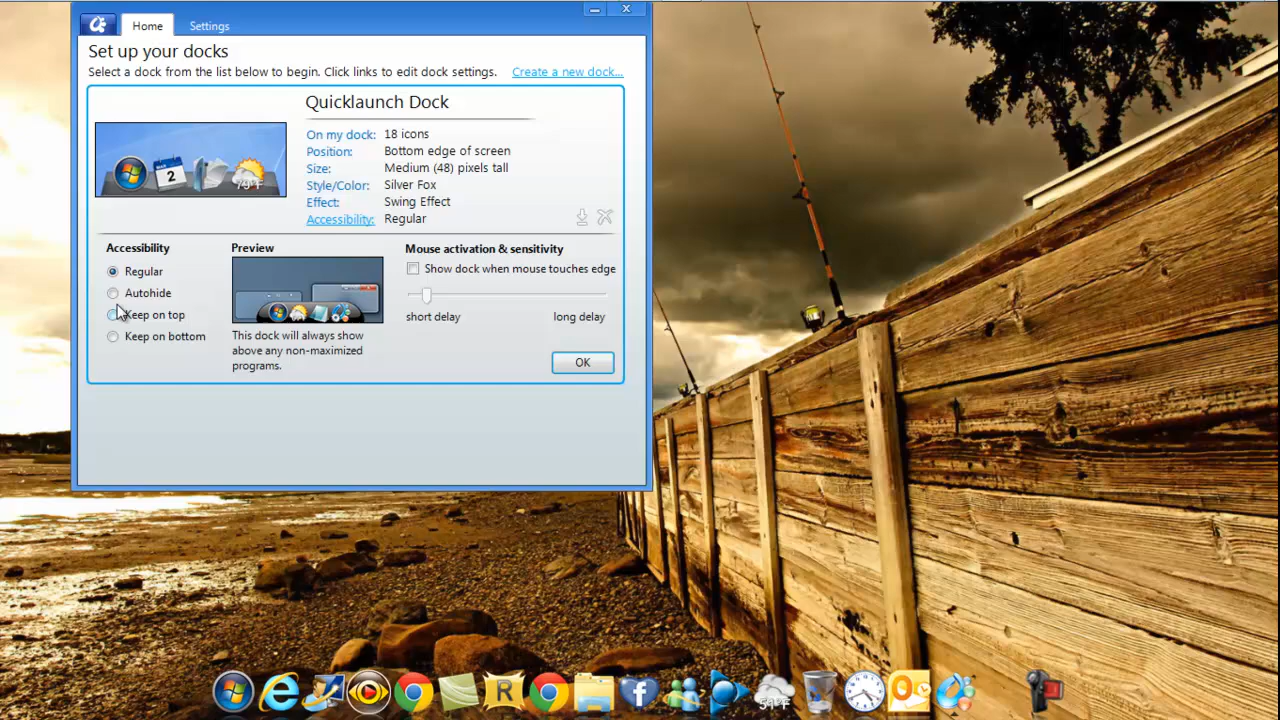 Home
Settings
Set up your docks
Select a dock from the list below to begin. Click links to edit dock settings.
Create a new dock...
Quicklaunch Dock
On my dock: 18 icons
Position: Bottom edge of screen
Size: Medium (48) pixels tall
Style/Color: Silver Fox
Effect: Swing Effect
Accessibility: Regular
2
79°F
Accessibility
Regular
Autohide
Keep on top
Keep on bottom
Preview
This dock will always show
above any non-maximized
programs.
Mouse activation & sensitivity
Show dock when mouse touches edge
short delay
long delay
OK
R
59°F